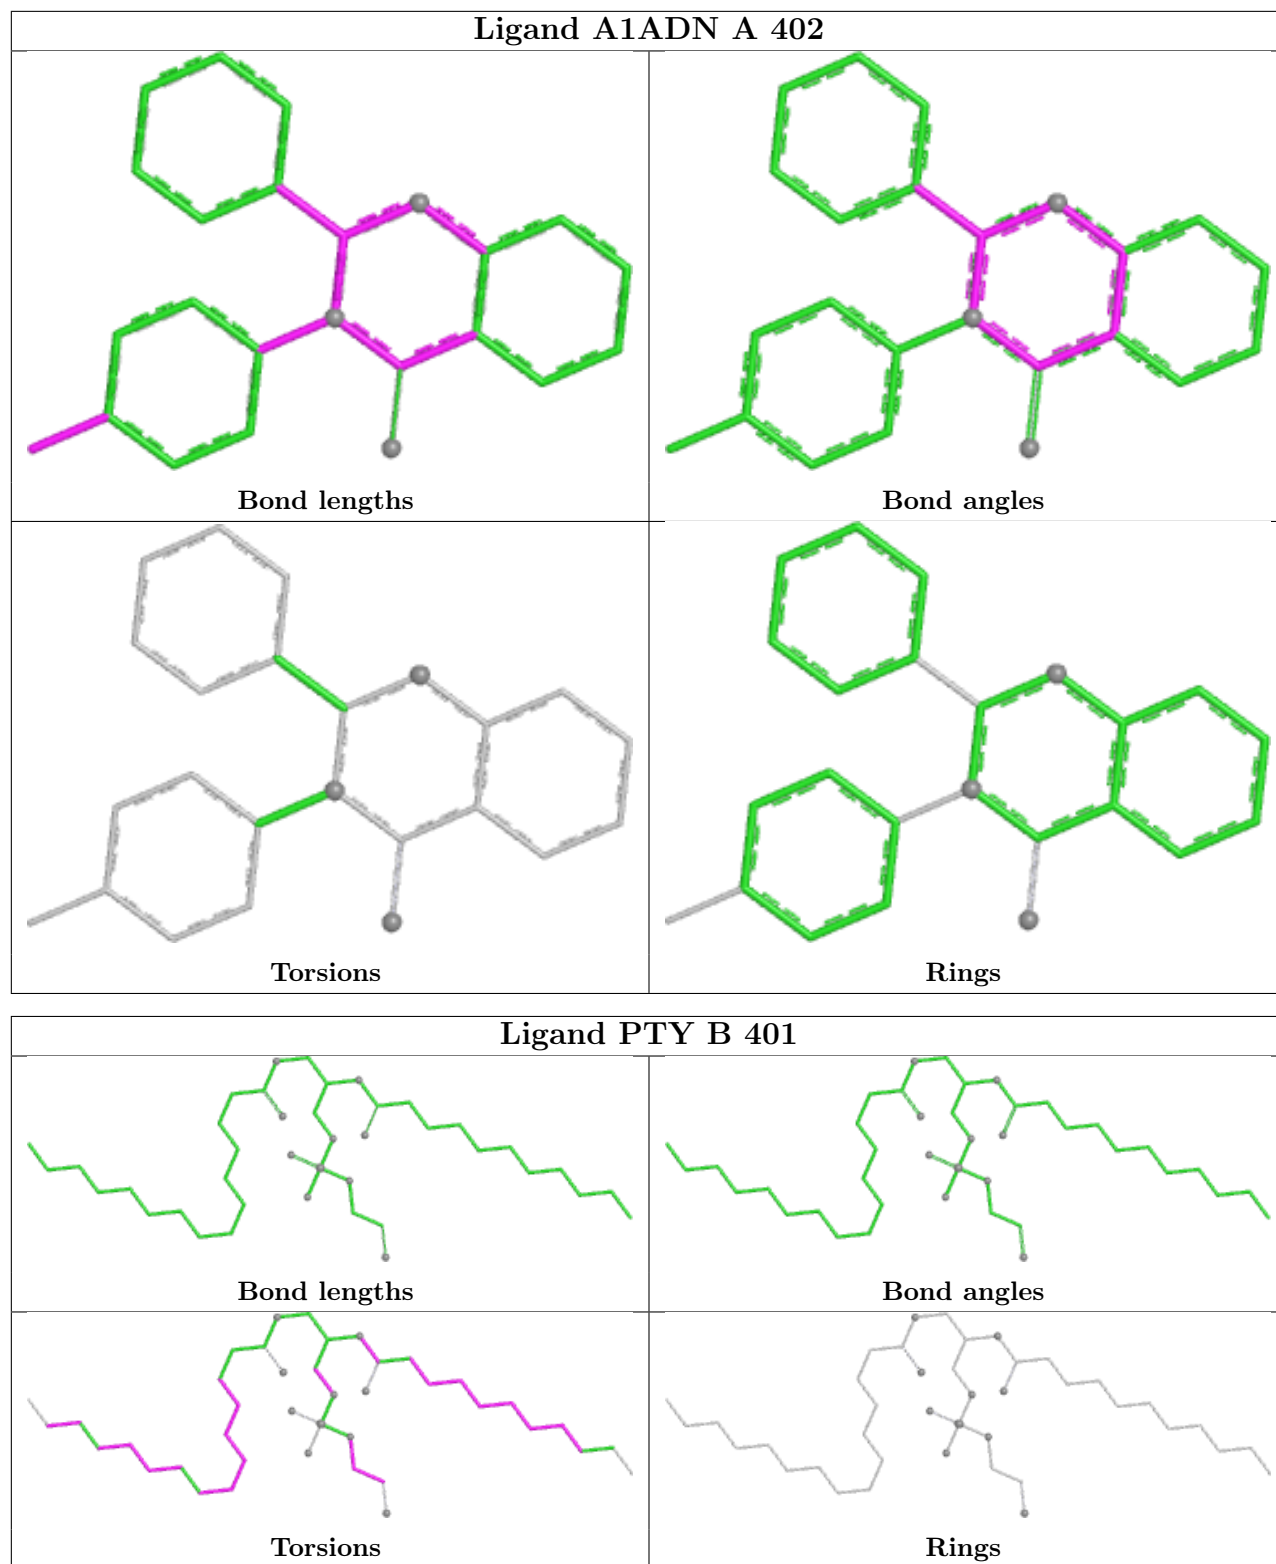 Ligand A1ADN A 402
Bond lengths
Bond angles
Torsions
Rings
Ligand PTY B 401
Bond lengths
Bond angles
Torsions
Rings